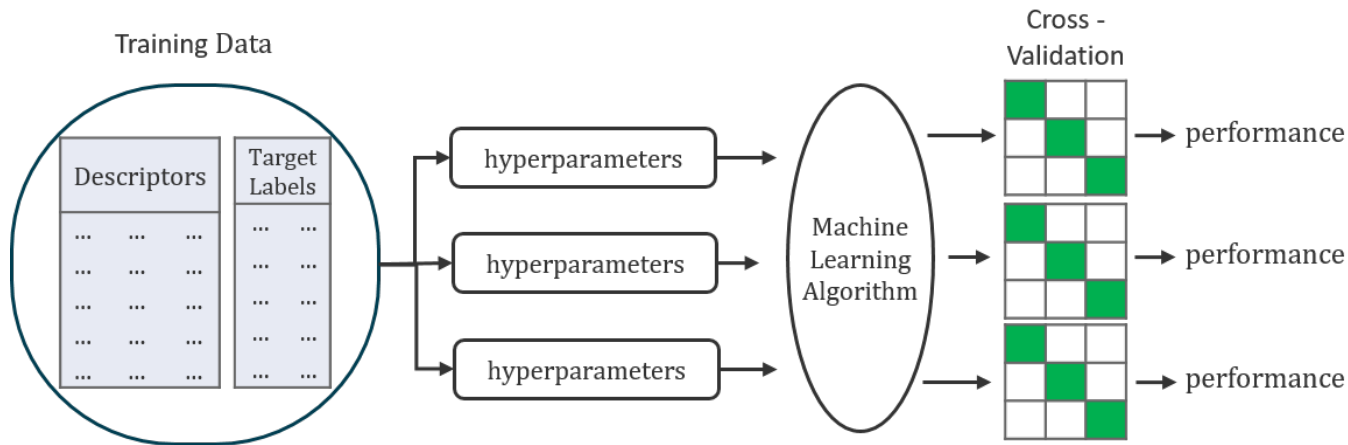 Training Data
Descriptors
Target
Labels
... ... ... ... ...
... ... ... ... ...
... ... ... ... ...
... ... ... ... ...
... ... ... ... ...
hyperparameters
hyperparameters
hyperparameters
Machine
Learning
Algorithm
Cross -
Validation
performance
performance
performance